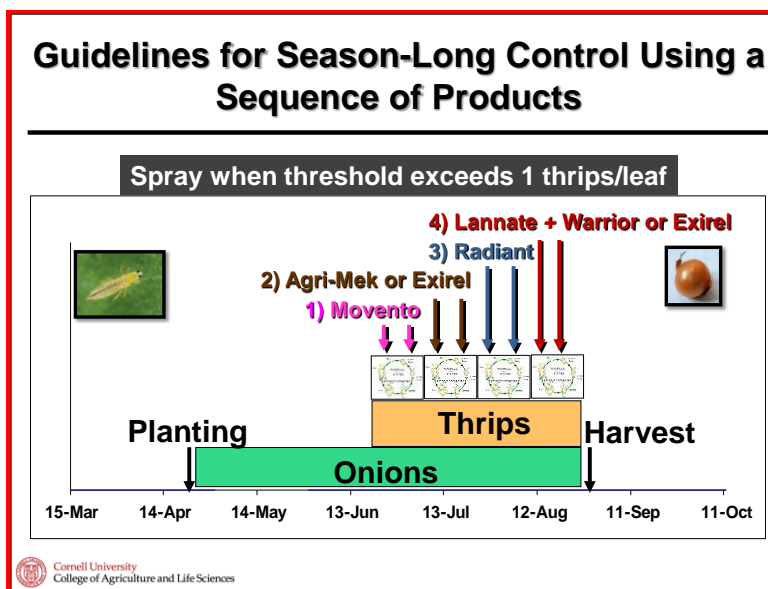 Guidelines for Season-Long Control Using a
Sequence of Products
Spray when threshold exceeds 1 thrips/leaf
4) Lannate + Warrior or Exirel
3) Radiant
2) Agri-Mek or Exirel
1) Movento
Thrips
Planting
Harvest
Onions
15-Mar 14-Apr 14-May 13-Jun 13-Jul 12-Aug 11-Sep 11-Oct
Cornell University
College of Agriculture and Life Sciences